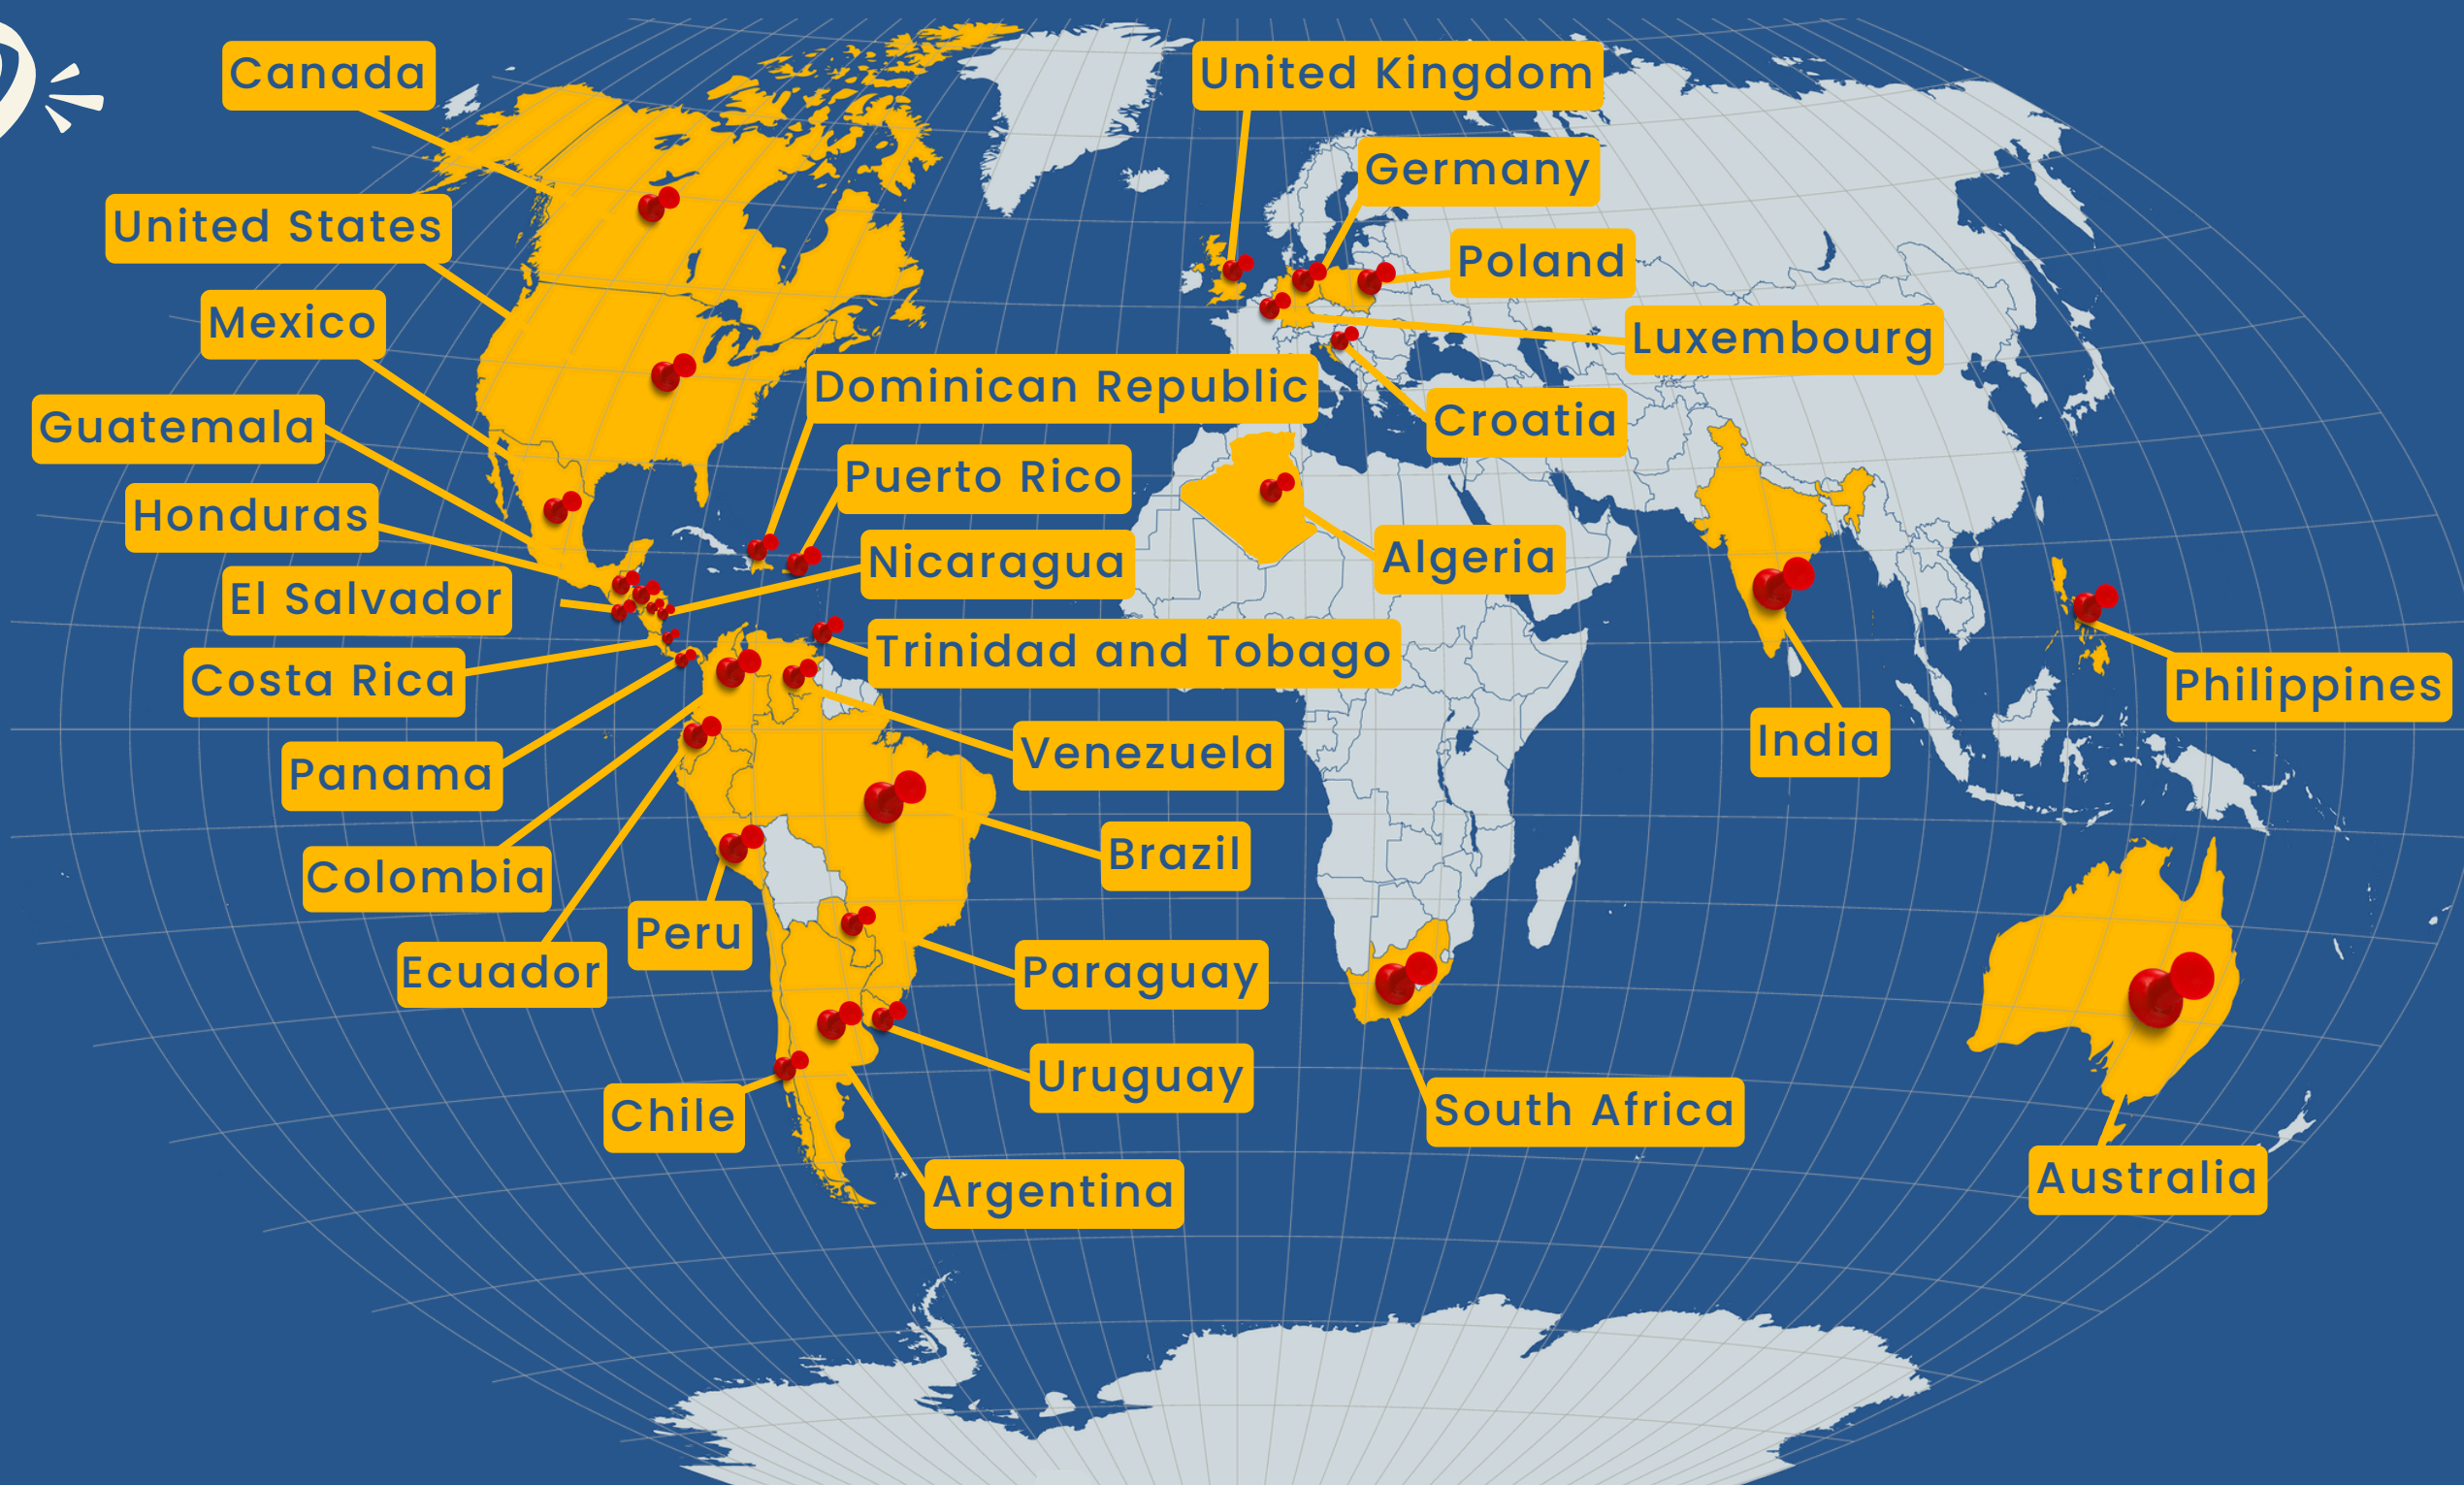 Canada
United Kingdom
Germany
United States
Poland
Mexico
Luxembourg
Dominican Republic
Guatemala
Croatia
Puerto Rico
Honduras
Nicaragua
Algeria
El Salvador
Trinidad and Tobago
Costa Rica
Philippines
India
Venezuela
Panama
Brazil
Colombia
Peru
Ecuador
Paraguay
Uruguay
Chile
South Africa
Australia
Argentina